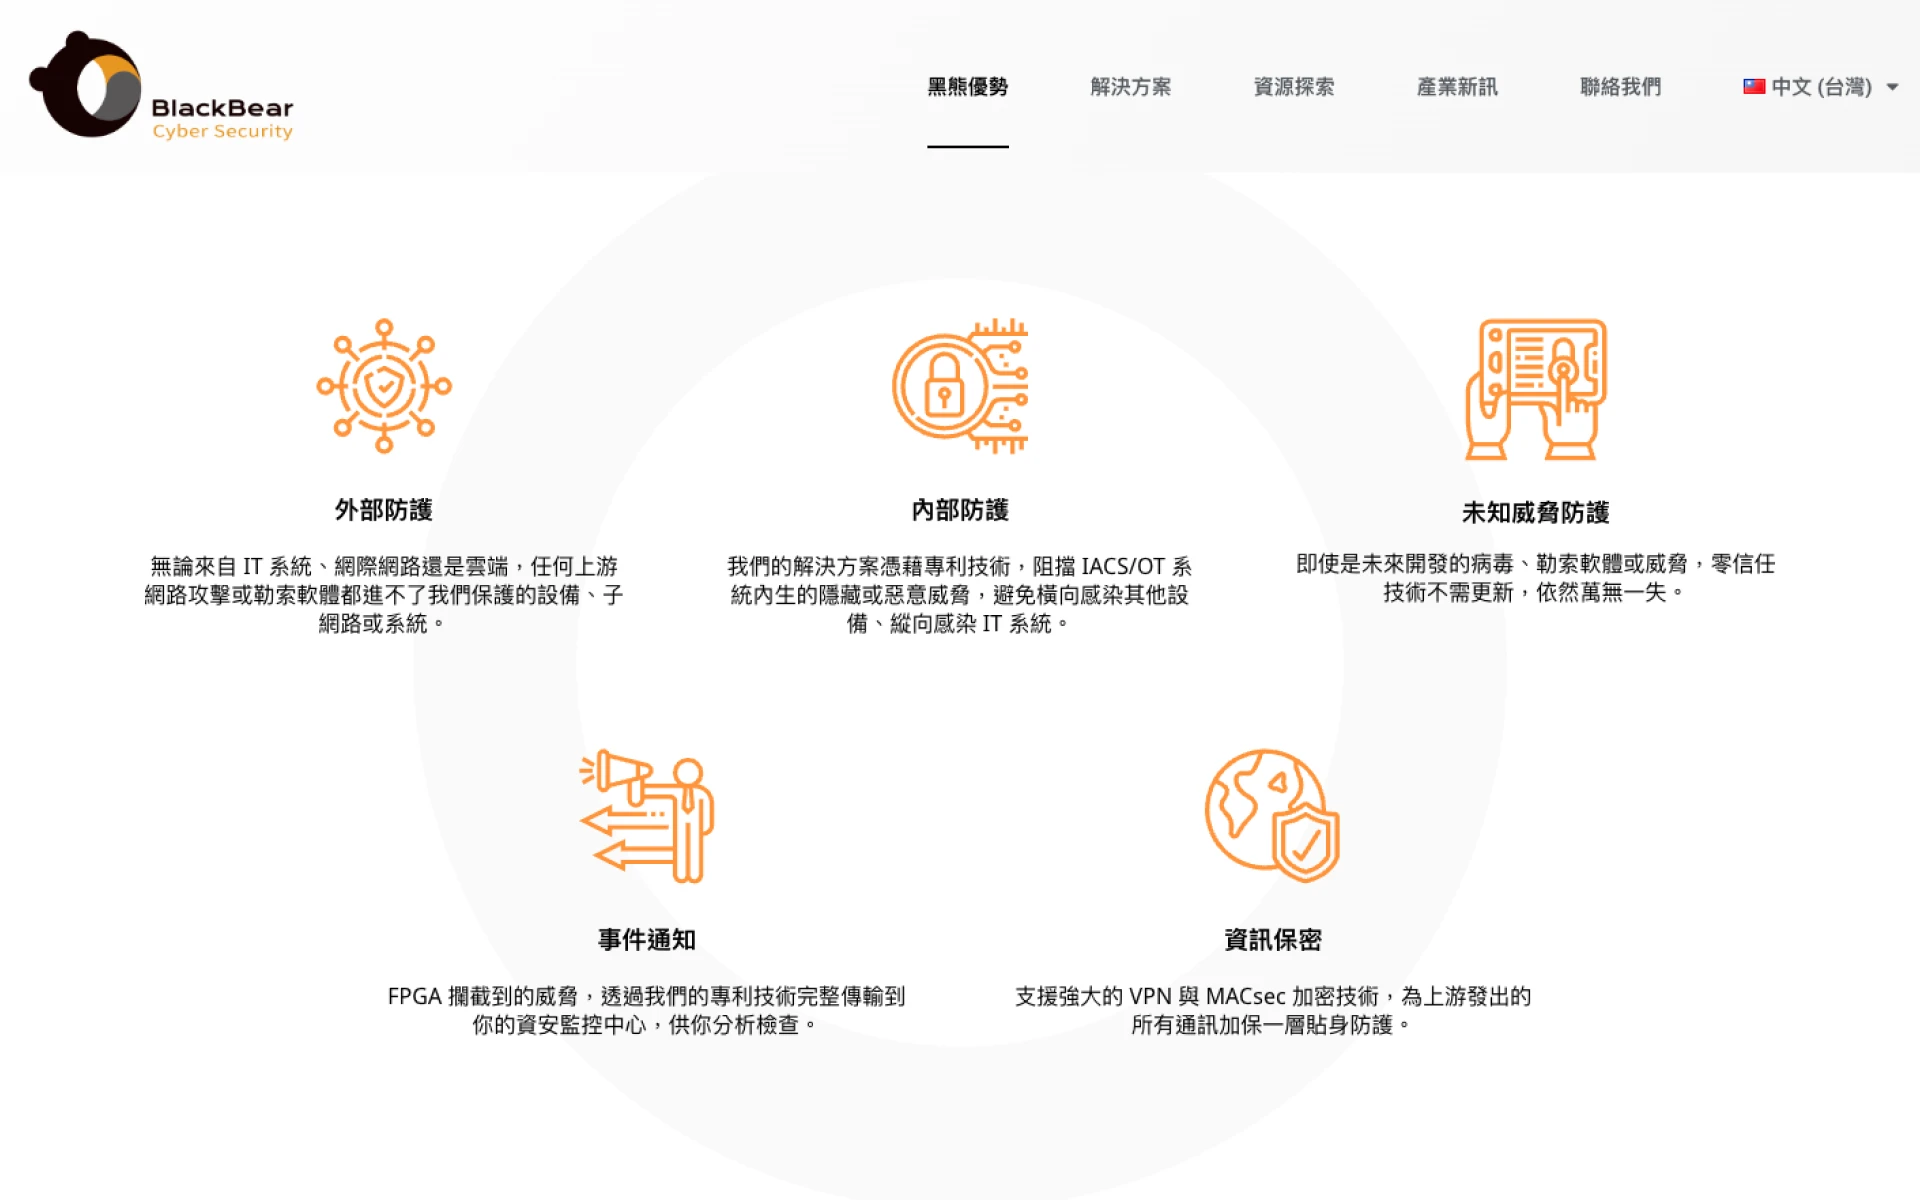 BlackBear
Cyber Security
黑熊優勢
解決方案
資源探索
產業新訊
聯絡我們
中文 (台灣)
外部防護
無論來自 IT 系統、網際網路還是雲端，任何上游
網路攻擊或勒索軟體都進不了我們保護的設備、子
網路或系統。
內部防護
我們的解決方案憑藉專利技術，阻擋 IACS/OT 系
統內生的隱藏或惡意威脅，避免橫向感染其他設
備、縱向感染 IT 系統。
未知威脅防護
即使是未來開發的病毒、勒索軟體或威脅，零信任
技術不需更新，依然萬無一失。
事件通知
FPGA 攔截到的威脅，透過我們的專利技術完整傳輸到
你的資安監控中心，供你分析檢查。
資訊保密
支援強大的 VPN 與 MACsec 加密技術，為上游發出的
所有通訊加保一層貼身防護。